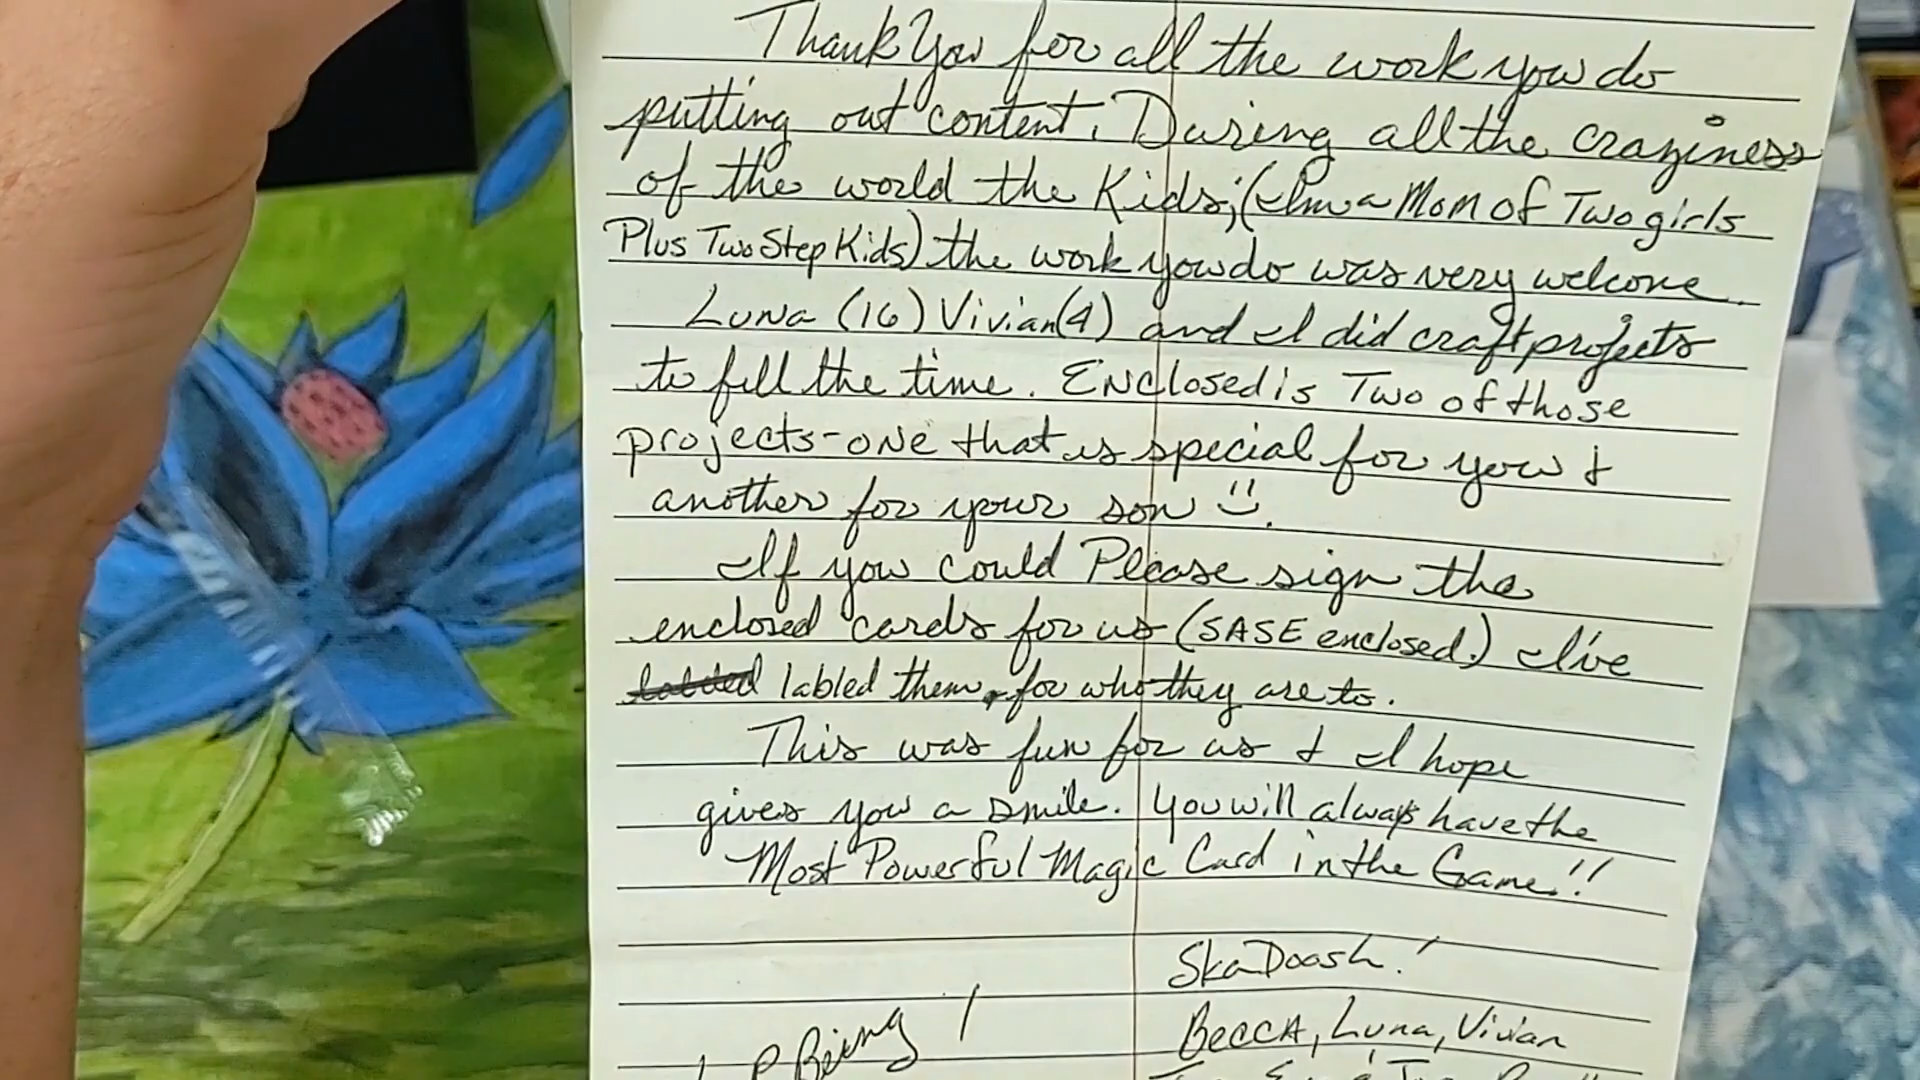 Thank You for all the work you do
putting out content. During all the craziness
of the world the Kids; (I'm a Mom of Two girls
Plus Two Step Kids) the work you do was very welcome.
Luna (16) Vivian (4) and I did craft projects
to fill the time. Enclosed is Two of those
projects - one that is special for you &
another for your son
If you could Please sign the
enclosed cards for us (SASE enclosed.) I've
labled them, for who they are to.
This was fun for us & I hope
gives you a smile. You will always have the
Most Powerful Magic Card in the Game!!
SkaDoosh!
Being !
Becca, Luna, Vivian